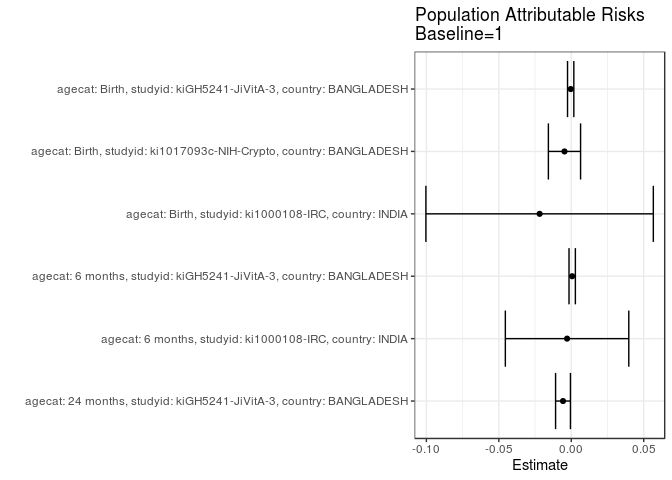 Population Attributable Risks
Baseline=1
agecat: Birth, studyid: kiGH5241-JiVitA-3, country: BANGLADESH
agecat: Birth, studyid: ki1017093c-NIH-Crypto, country: BANGLADESH
agecat: Birth, studyid: ki1000108-IRC, country: INDIA
agecat: 6 months, studyid: kiGH5241-JiVitA-3, country: BANGLADESH
agecat: 6 months, studyid: ki1000108-IRC, country: INDIA
agecat: 24 months, studyid: kiGH5241-JiVitA-3, country: BANGLADESH
-0.10 -0.05 0.00 0.05
Estimate